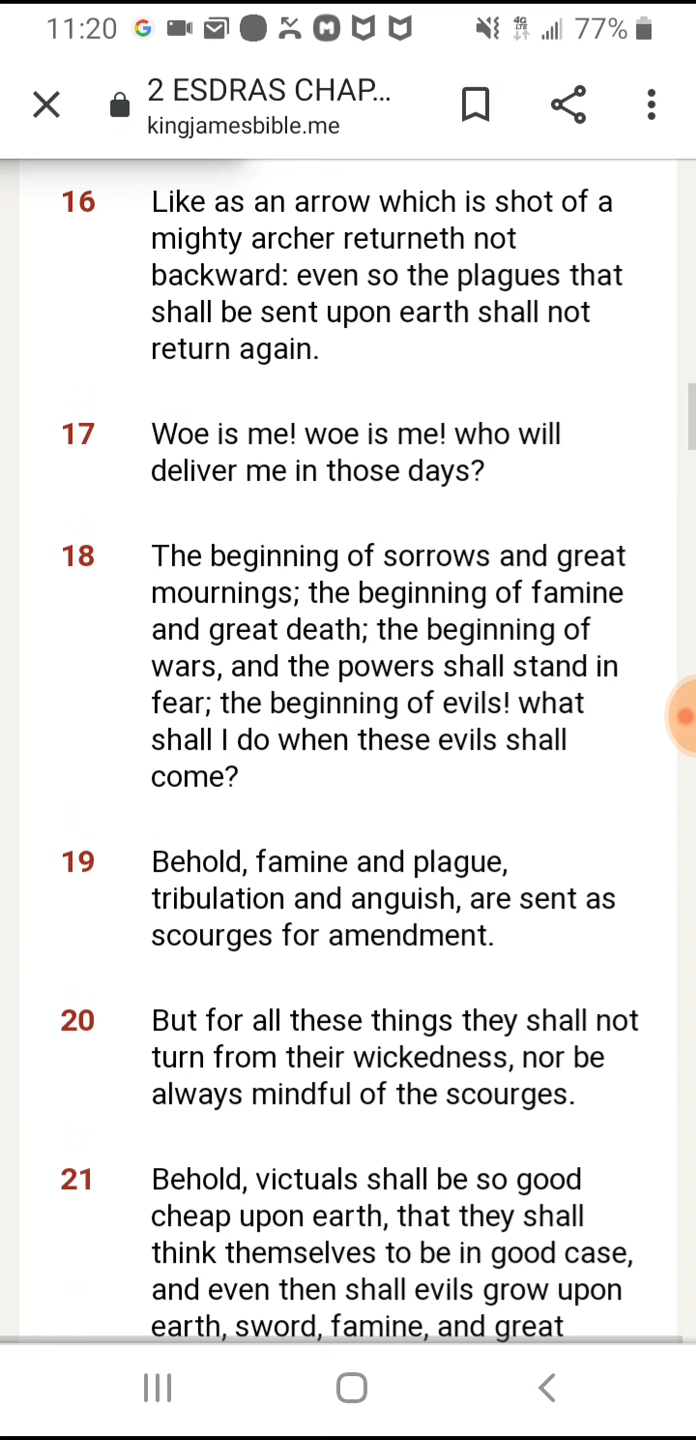 11:20 77%
2 ESDRAS CHAP...
kingjamesbible.me
16 Like as an arrow which is shot of a
mighty archer returneth not
backward: even so the plagues that
shall be sent upon earth shall not
return again.
17 Woe is me! woe is me! who will
deliver me in those days?
18 The beginning of sorrows and great
mournings; the beginning of famine
and great death; the beginning of
wars, and the powers shall stand in
fear; the beginning of evils! what
shall I do when these evils shall
come?
19 Behold, famine and plague,
tribulation and anguish, are sent as
scourges for amendment.
20 But for all these things they shall not
turn from their wickedness, nor be
always mindful of the scourges.
21 Behold, victuals shall be so good
cheap upon earth, that they shall
think themselves to be in good case,
and even then shall evils grow upon
earth, sword, famine, and great